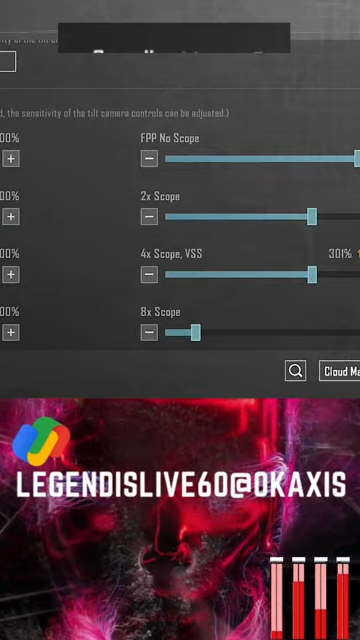 d, the sensitivity of the tilt camera controls can be adjusted.)
00%
FPP No Scope
00%
2x Scope
00%
4x Scope, VSS
301%
00%
8x Scope
Cloud Ma
LEGENDISLIVE60@OKAXIS